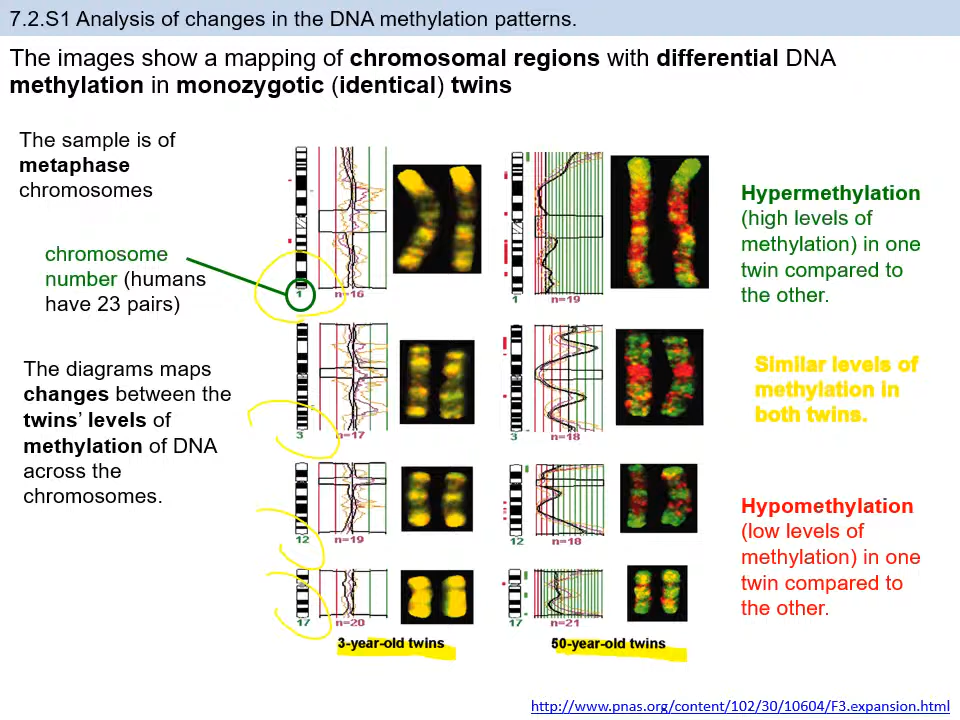 7.2.S1 Analysis of changes in the DNA methylation patterns.
The images show a mapping of chromosomal regions with differential DNA
methylation in monozygotic (identical) twins
The sample is of
metaphase
chromosomes
chromosome
number (humans
have 23 pairs)
The diagrams maps
changes between the
twins' levels of
methylation of DNA
across the
chromosomes.
1 n=16
1 n=19
3 n=17
3 n=18
12 n=19
12 n=18
17 n=20
17 n=21
3-year-old twins
50-year-old twins
Hypermethylation
(high levels of
methylation) in one
twin compared to
the other.
Similar levels of
methylation in
both twins.
Hypomethylation
(low levels of
methylation) in one
twin compared to
the other.
http://www.pnas.org/content/102/30/10604/F3.expansion.html